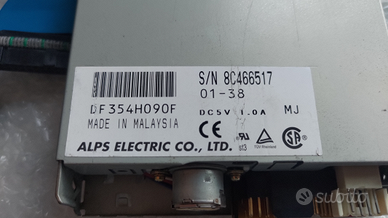 S/N 8C466517
01-38
DF354H090F
DC5V 1.0A MJ
MADE IN MALAYSIA
ALPS ELECTRIC CO., LTD.
subito